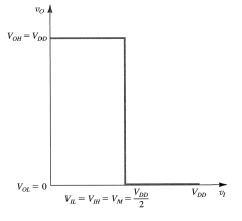 v_O
V_OH = V_DD
V_OL = 0
V_IL = V_IH = V_M = V_DD/2
V_DD
v_I